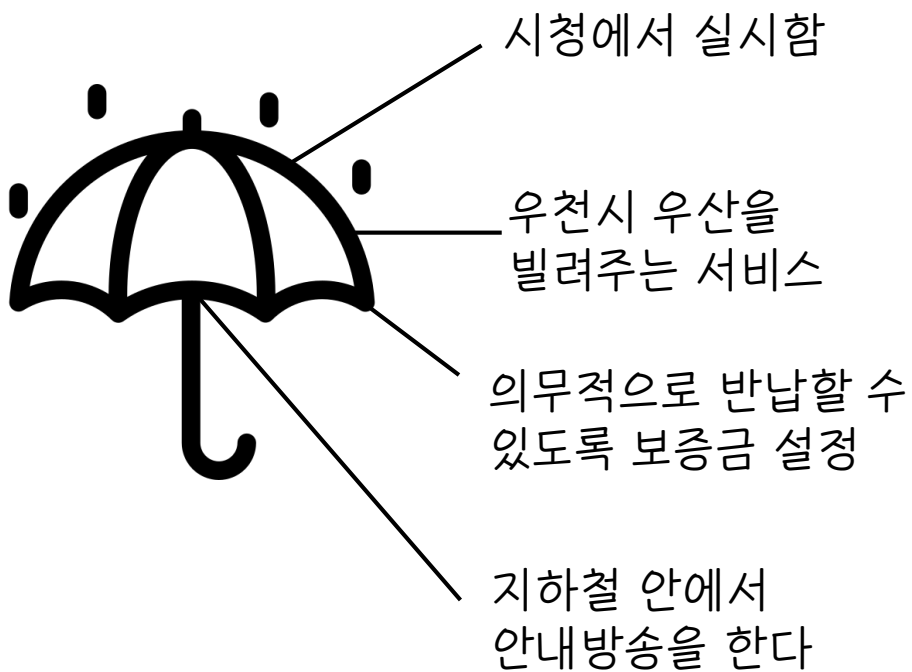 시청에서 실시함
우천시 우산을
빌려주는 서비스
의무적으로 반납할 수
있도록 보증금 설정
지하철 안에서
안내방송을 한다